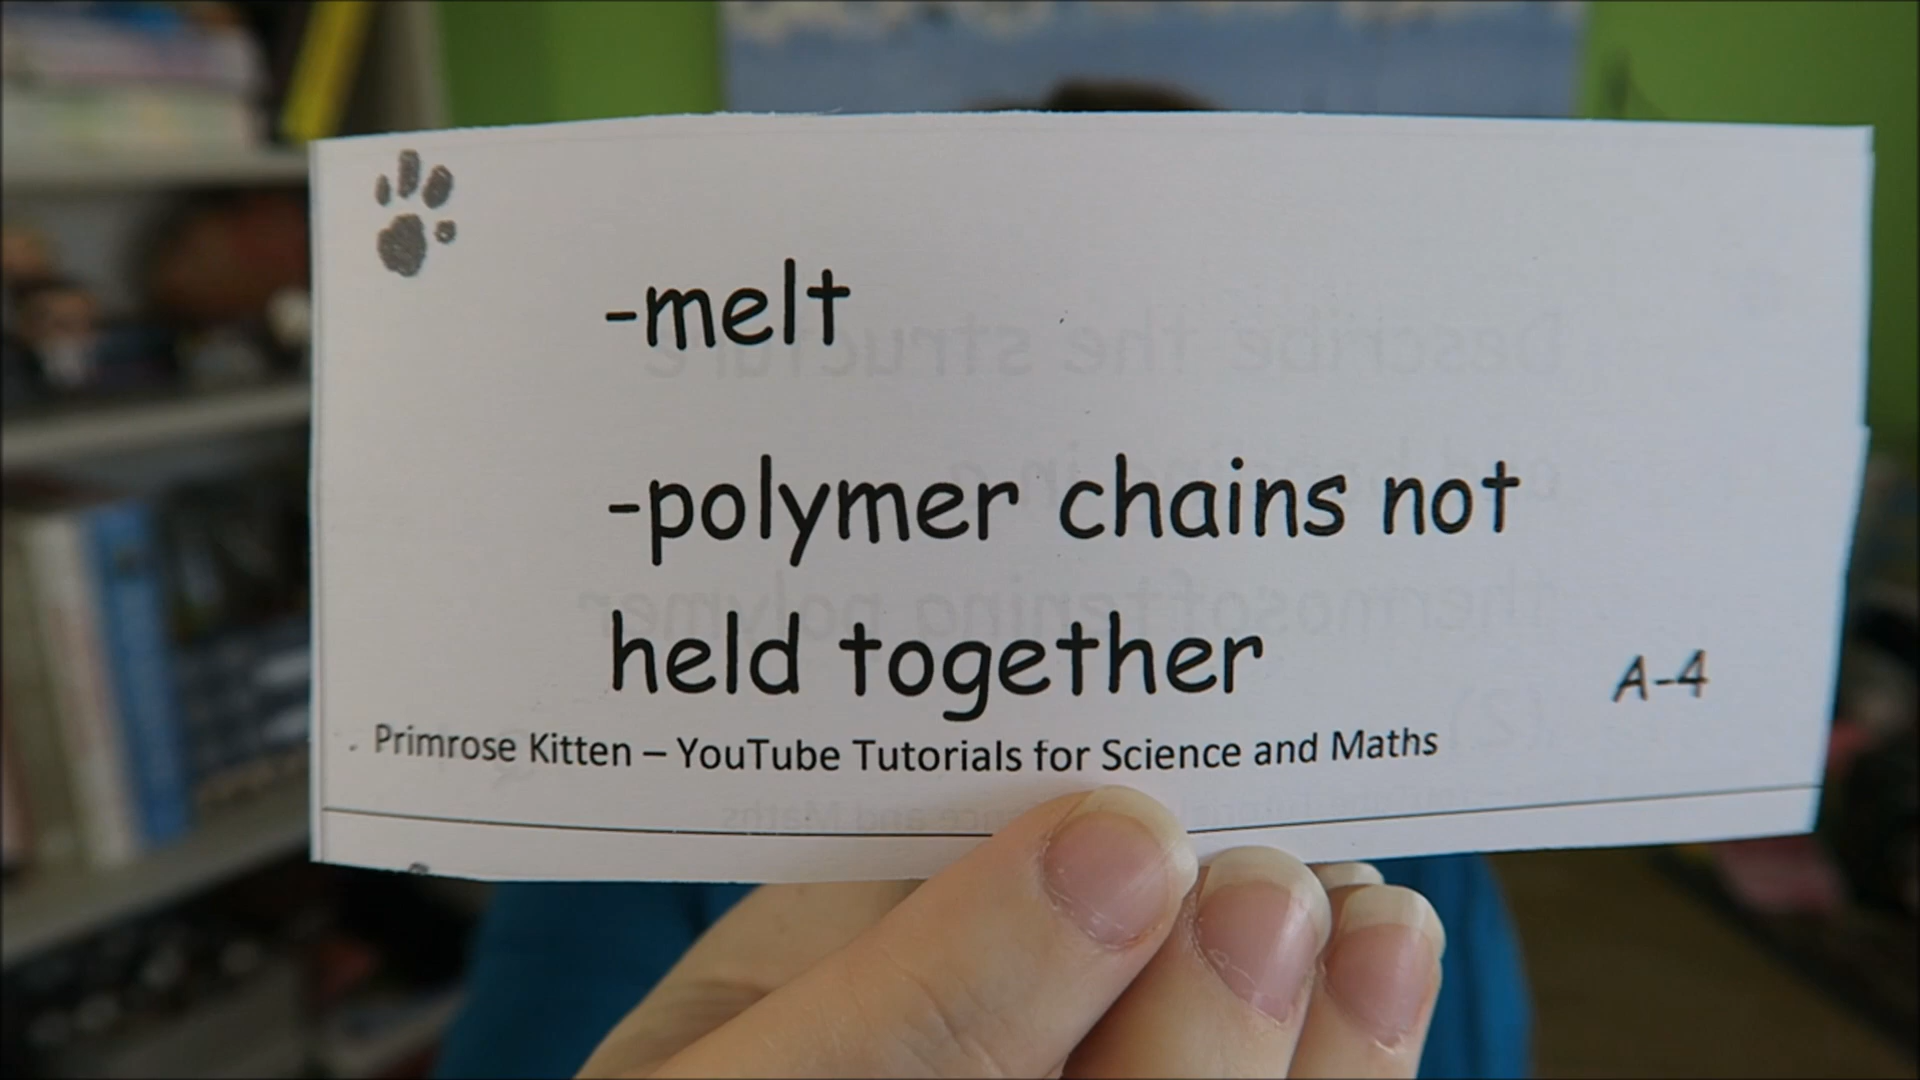 -melt
-polymer chains not
held together
A-4
Primrose Kitten – YouTube Tutorials for Science and Maths